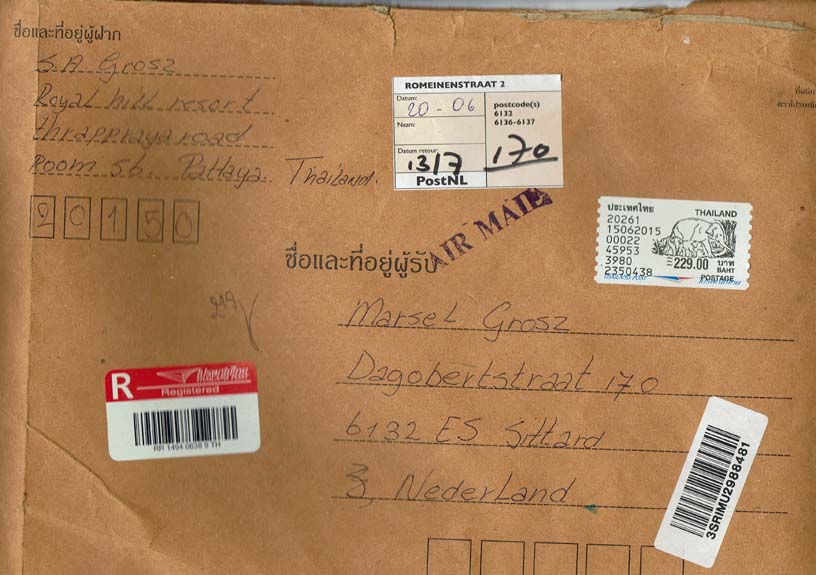 ชื่อและที่อยู่ผู้ฝาก
S.A. Grosz
Royal hill resort
thrappraya road
Room 56. Pattaya. Thailand.
20150
ROMEINENSTRAAT 2
Datum:
20 - 06
postcode(s)
6132
6136-6137
Naam:
Datum retour:
13/7
170
PostNL
AIR MAIL
ประเทศไทย
THAILAND
20261
15062015
00022
45953
3980
2350438
229.00 บาท
BAHT
POSTAGE
ชื่อและที่อยู่ผู้รับ
Marsel Grosz
Dagobertstraat 170
6132 ES Sittard
Nederland
R
Registered
RR 1494 0638 9 TH
3SRIMU2988481